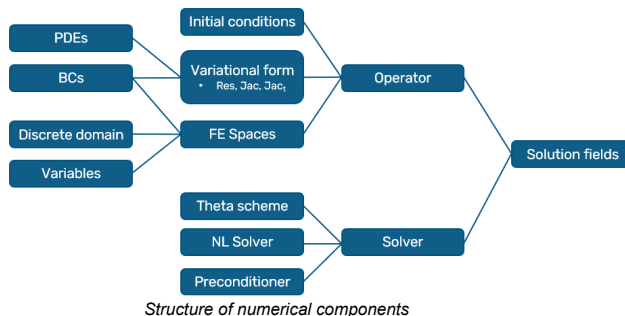 Initial conditions
PDEs
Variational form
• Res, Jac, Jacₜ
BCs
Operator
Discrete domain
FE Spaces
Solution fields
Variables
Theta scheme
NL Solver
Solver
Preconditioner
Structure of numerical components